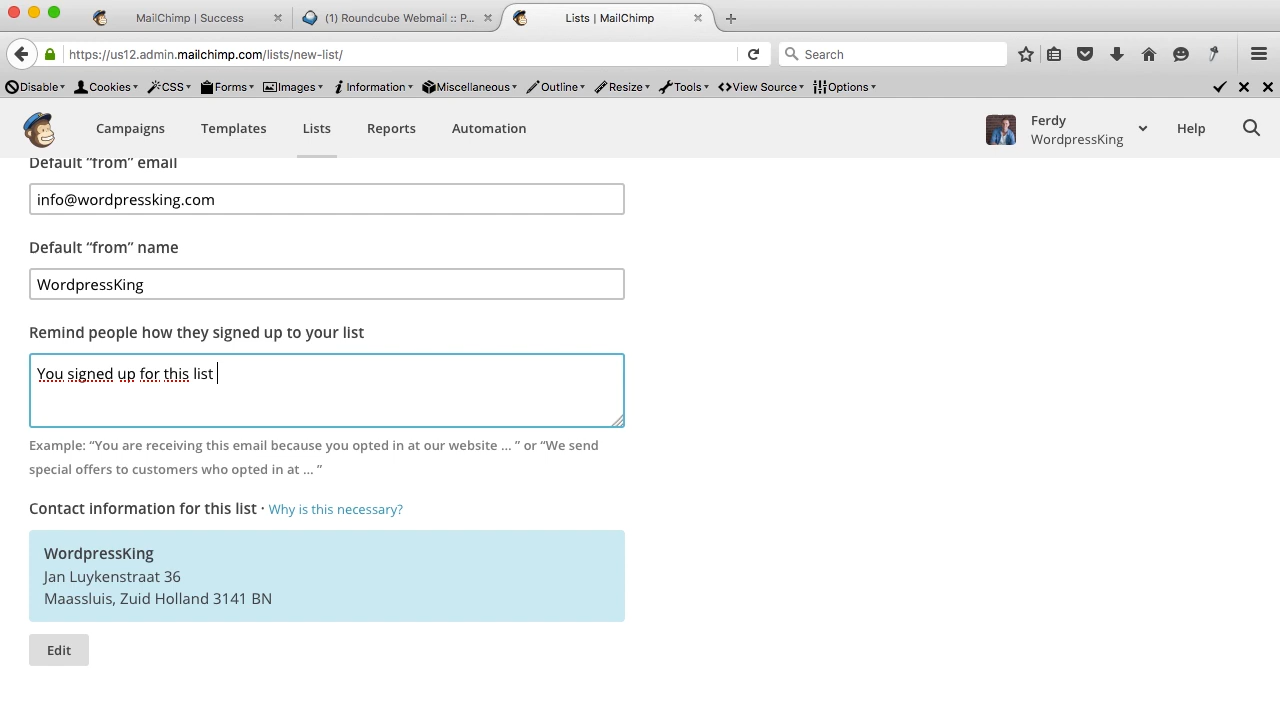 MailChimp | Success
(1) Roundcube Webmail :: P...
Lists | MailChimp
https://us12.admin.mailchimp.com/lists/new-list/
Search
Disable
Cookies
CSS
Forms
Images
Information
Miscellaneous
Outline
Resize
Tools
View Source
Options
Campaigns
Templates
Lists
Reports
Automation
Ferdy
WordpressKing
Help
Default “from” email
info@wordpressking.com
Default “from” name
WordpressKing
Remind people how they signed up to your list
You signed up for this list
Example: “You are receiving this email because you opted in at our website ... ” or “We send
special offers to customers who opted in at ... ”
Contact information for this list · Why is this necessary?
WordpressKing
Jan Luykenstraat 36
Maassluis, Zuid Holland 3141 BN
Edit